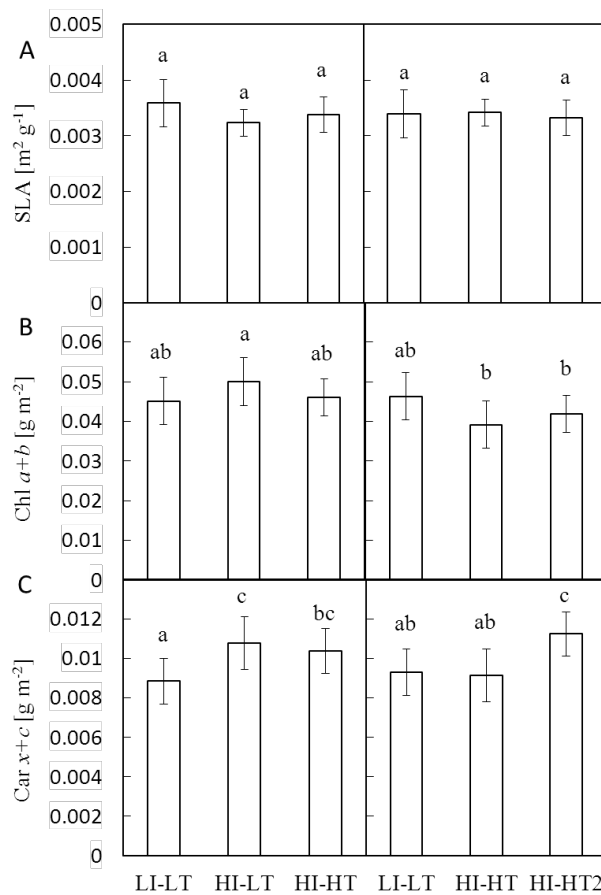 A
SLA [m² g⁻¹]
0.005
0.004
0.003
0.002
0.001
0
a a a a a a
B
Chl a+b [g m⁻²]
0.06
0.05
0.04
0.03
0.02
0.01
0
ab a ab ab b b
C
Car x+c [g m⁻²]
0.012
0.01
0.008
0.006
0.004
0.002
0
a c bc ab ab c
LI-LT HI-LT HI-HT LI-LT HI-HT HI-HT2